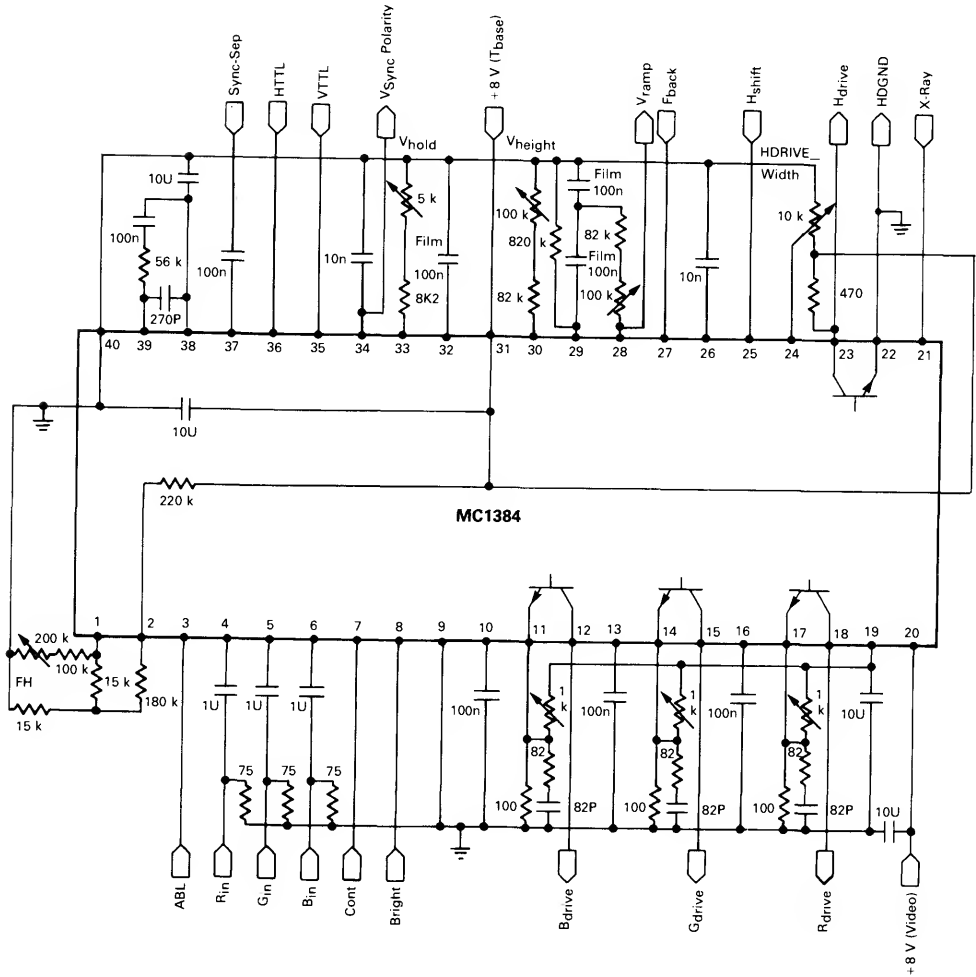 Sync-Sep
HTTL
VTTL
VSync Polarity
+8 V (Tbase)
Vramp
Fback
Hshift
Hdrive
HDGND
X-Ray
Vhold
Vheight
HDRIVE_
Width
10U
100n
56 k
270P
100n
10n
5 k
8K2
Film
100n
100 k
82 k
820 k
Film
100n
Film
100n
82 k
100 k
10n
10 k
470
40 39 38 37 36 35 34 33 32 31 30 29 28 27 26 25 24 23 22 21
10U
220 k
MC1384
1 2 3 4 5 6 7 8 9 10 11 12 13 14 15 16 17 18 19 20
200 k
100 k
FH
15 k
15 k
180 k
1U
1U
1U
75
75
75
100n
1
k
82
100
82P
100n
1
k
82
100
82P
100n
1
k
82
100
82P
10U
10U
ABL
Rin
Gin
Bin
Cont
Bright
Bdrive
Gdrive
Rdrive
+8 V (Video)